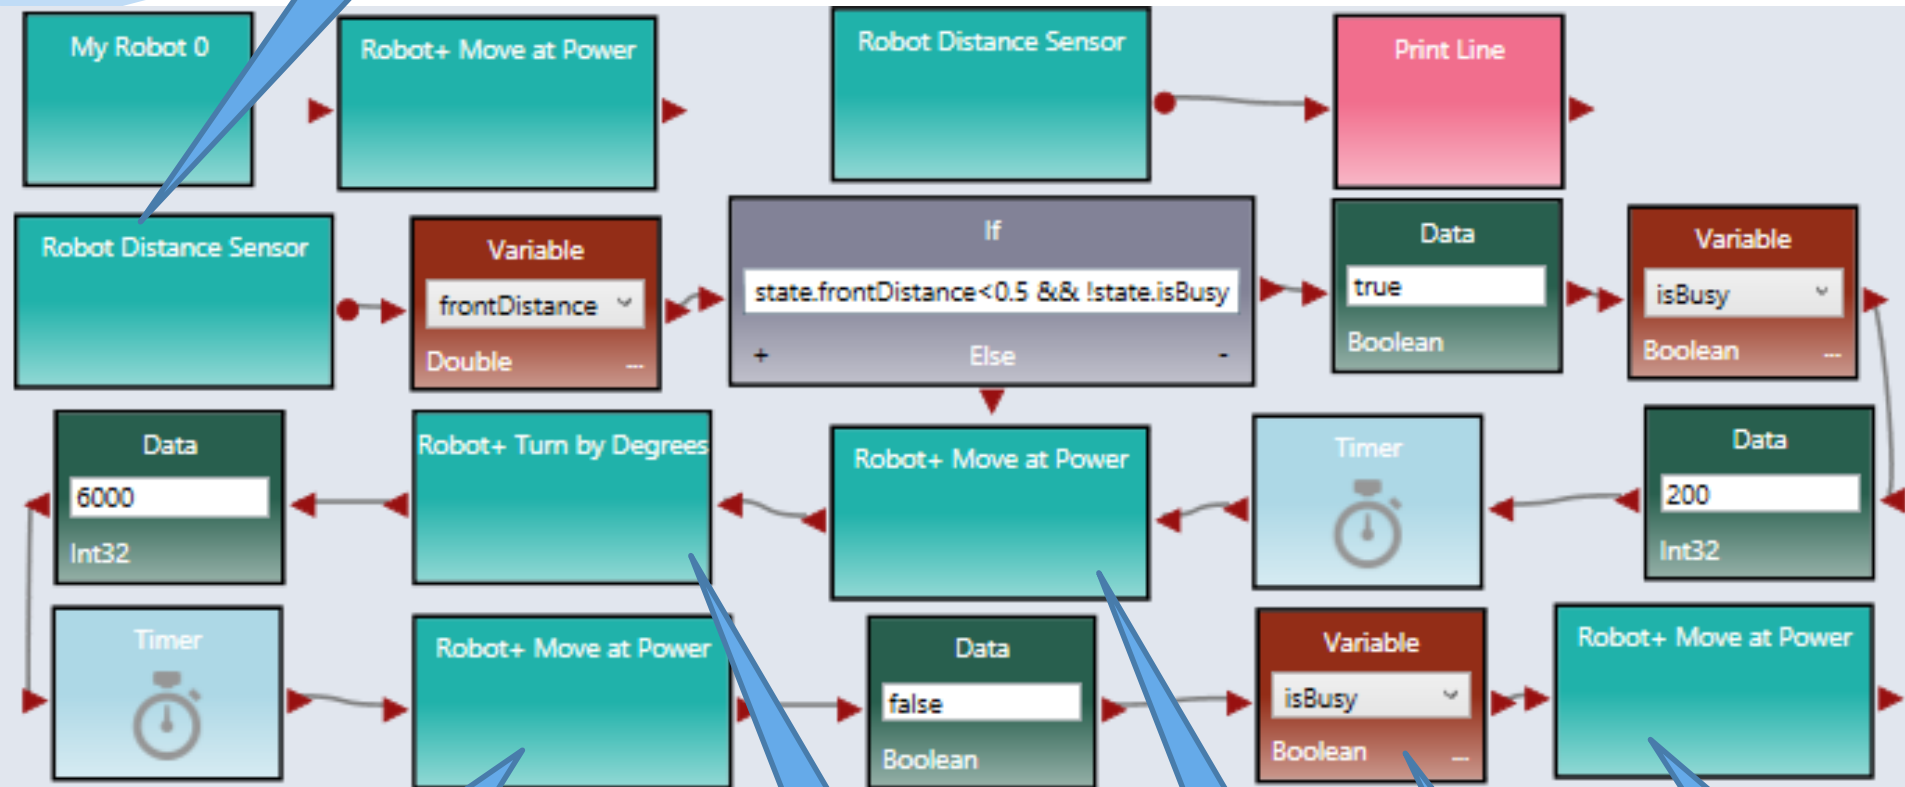 My Robot 0
Robot+ Move at Power
Robot Distance Sensor
Print Line
Robot Distance Sensor
Variable
frontDistance
Double
...
If
state.frontDistance<0.5 && !state.isBusy
+
Else
-
Data
true
Boolean
Variable
isBusy
Boolean
...
Data
6000
Int32
Robot+ Turn by Degrees
Robot+ Move at Power
Timer
Data
200
Int32
Timer
Robot+ Move at Power
Data
false
Boolean
Variable
isBusy
Boolean
...
Robot+ Move at Power